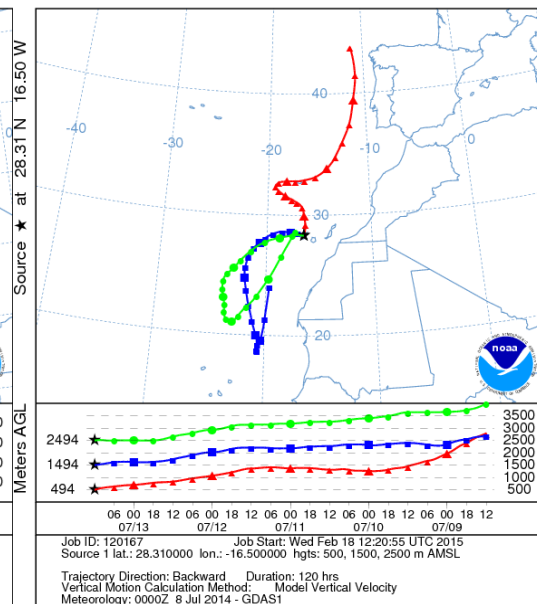 Source ★ at 28.31 N 16.50 W
-40
-30
-20
-10
0
40
30
20
noaa
Meters AGL
2494
1494
494
3500
3000
2500
2000
1500
1000
500
06 00 18 12 06 00 18 12 06 00 18 12 06 00 18 12 06 00 18 12
07/13 07/12 07/11 07/10 07/09
Job ID: 120167 Job Start: Wed Feb 18 12:20:55 UTC 2015
Source 1 lat.: 28.310000 lon.: -16.500000 hgts: 500, 1500, 2500 m AMSL
Trajectory Direction: Backward Duration: 120 hrs
Vertical Motion Calculation Method: Model Vertical Velocity
Meteorology: 0000Z 8 Jul 2014 - GDAS1